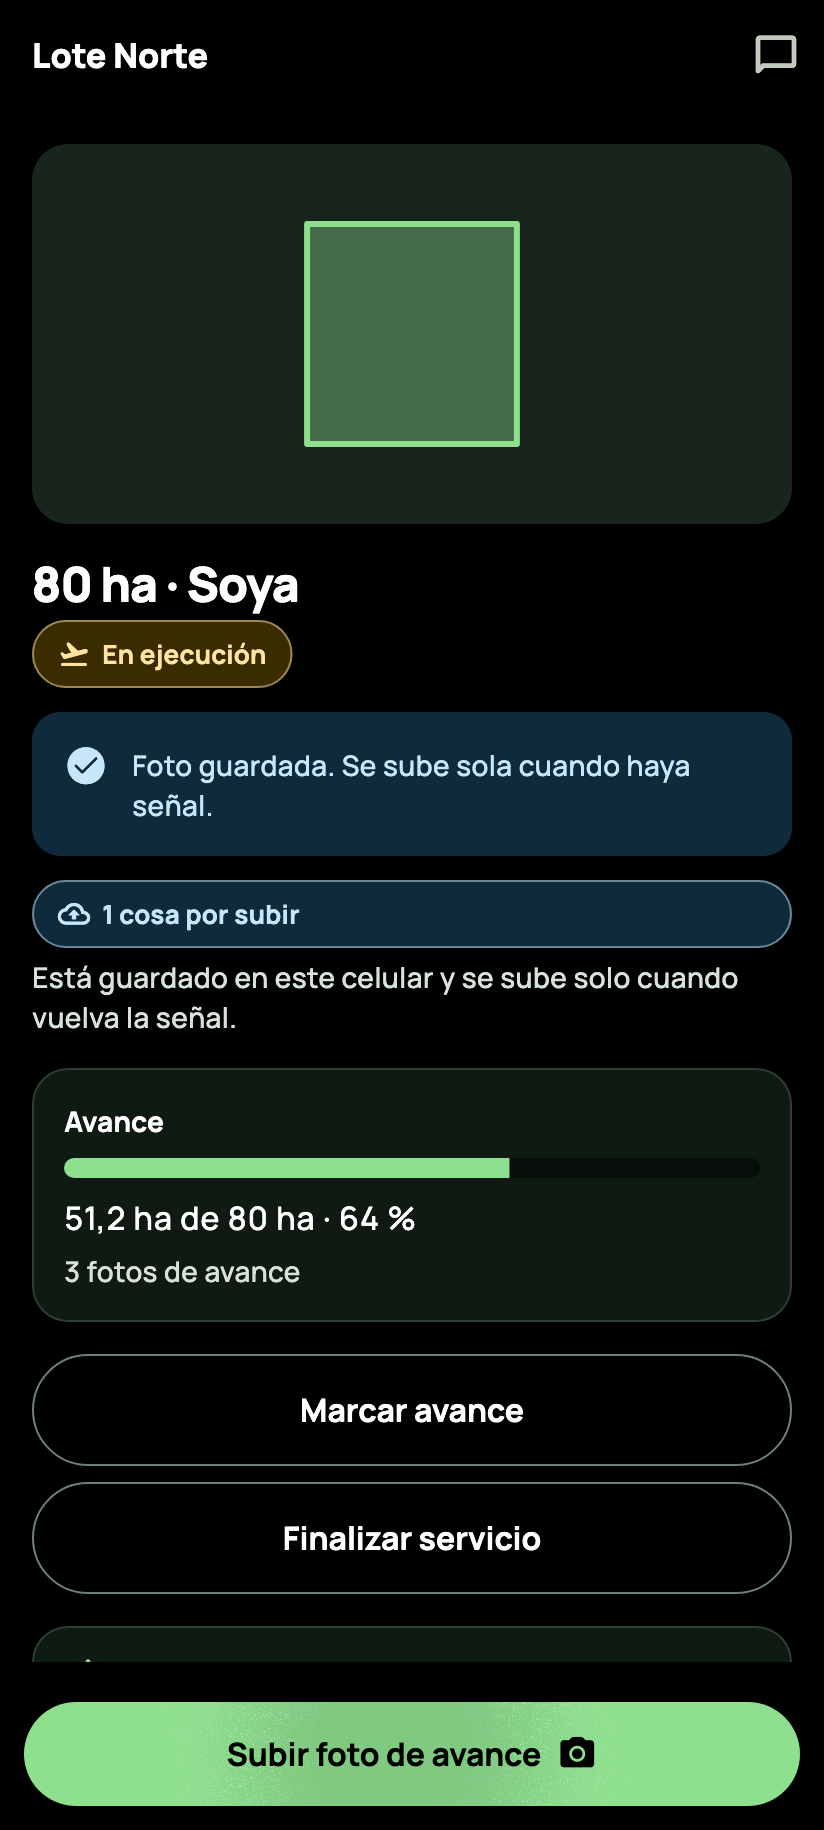 Lote Norte
80 ha · Soya
En ejecución
Foto guardada. Se sube sola cuando haya
señal.
1 cosa por subir
Está guardado en este celular y se sube solo cuando
vuelva la señal.
Avance
51,2 ha de 80 ha · 64 %
3 fotos de avance
Marcar avance
Finalizar servicio
Subir foto de avance